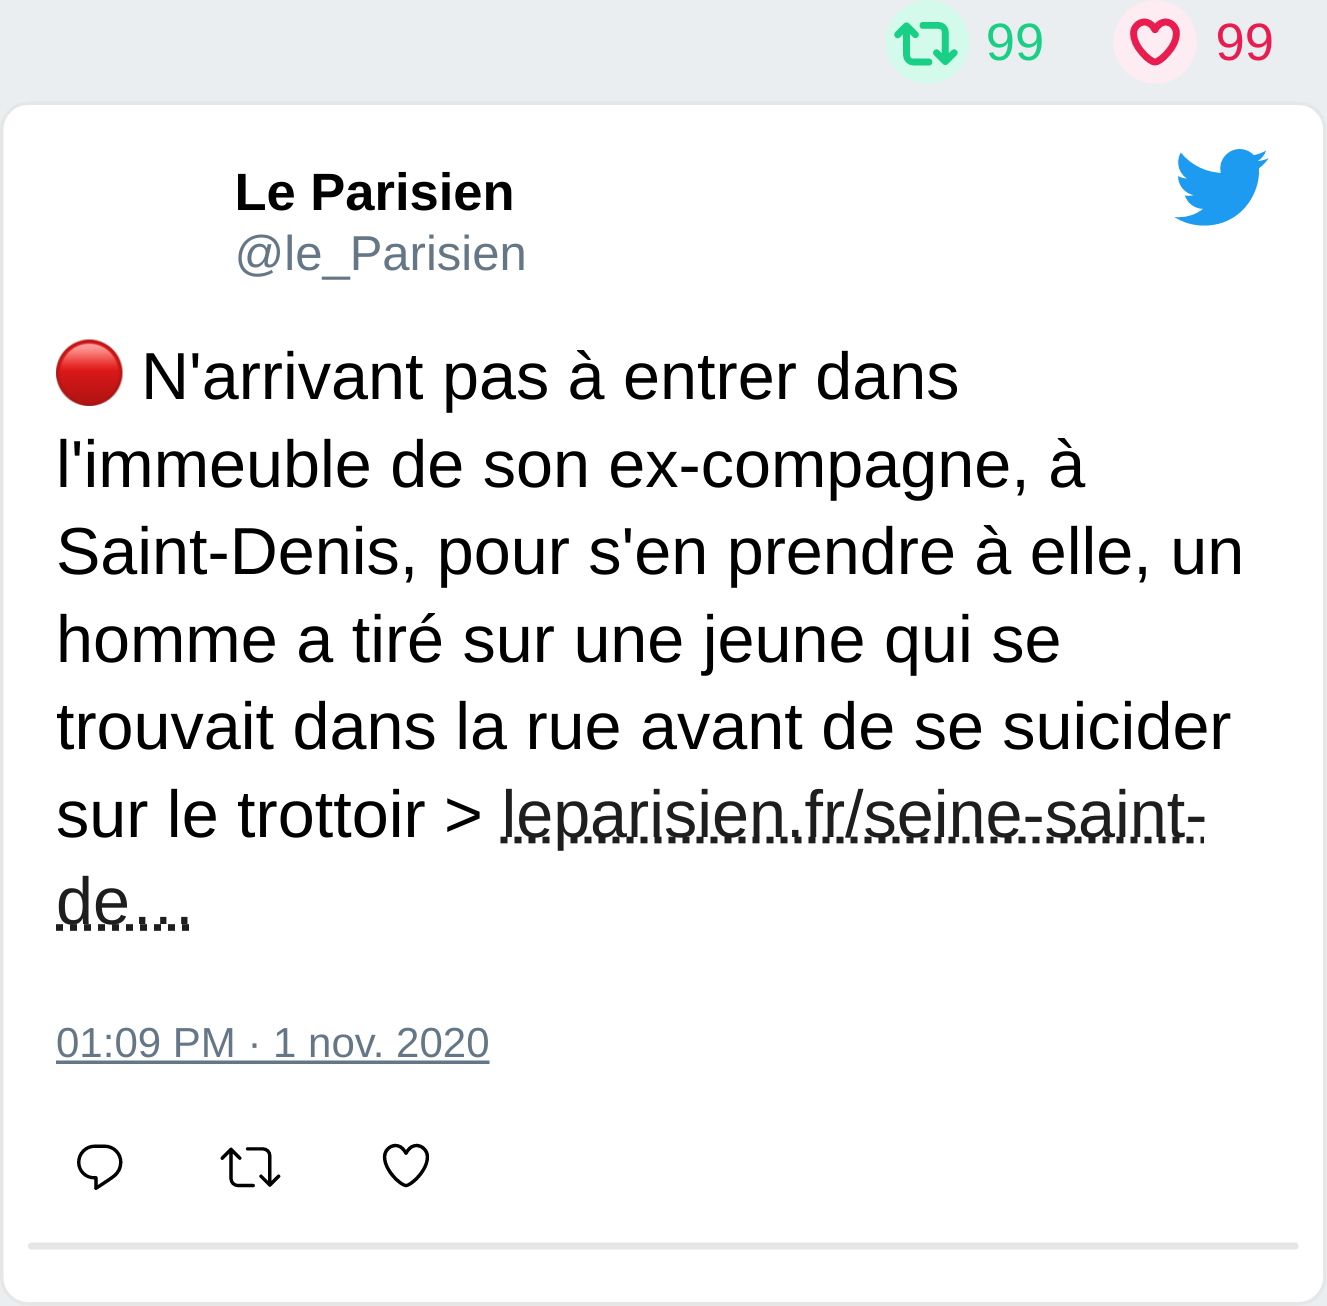 99 99
Le Parisien
@le_Parisien
🔴 N'arrivant pas à entrer dans
l'immeuble de son ex-compagne, à
Saint-Denis, pour s'en prendre à elle, un
homme a tiré sur une jeune qui se
trouvait dans la rue avant de se suicider
sur le trottoir > leparisien.fr/seine-saint-
de…
01:09 PM · 1 nov. 2020